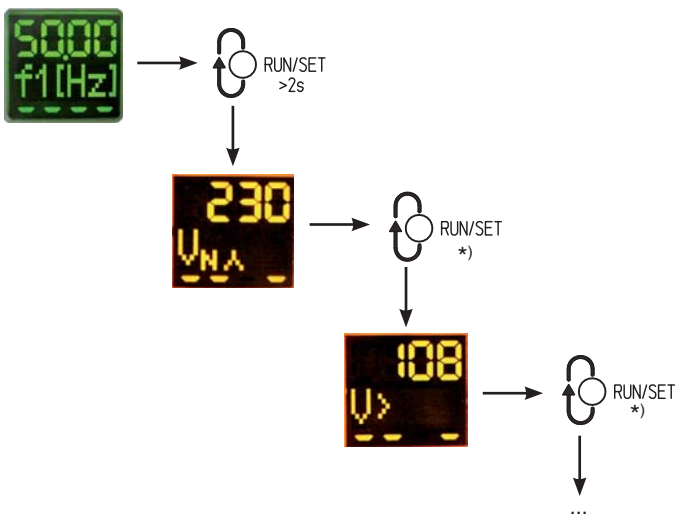 50.00
f1[Hz]
RUN/SET
>2s
230
VN⅄
RUN/SET
*)
108
V>
RUN/SET
*)
...